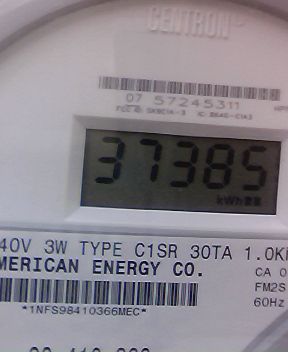 CENTRON
07 57245311
37385
kWh
40V 3W TYPE C1SR 30TA 1.0K
MERICAN ENERGY CO.
CA 0
FM2S
60Hz
*1NFS98410366MEC*